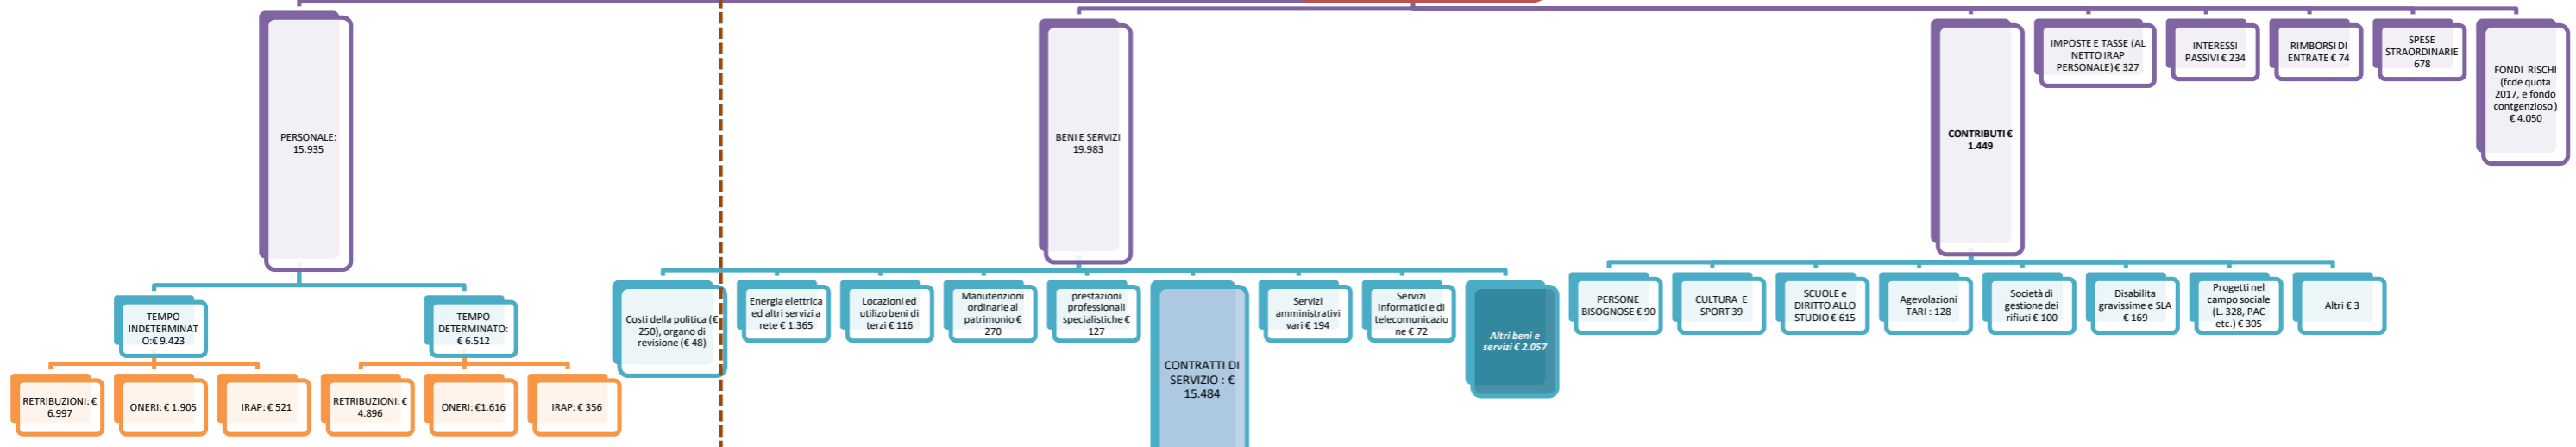 PERSONALE:
15.935
BENI E SERVIZI
19.983
CONTRIBUTI €
1.449
IMPOSTE E TASSE (AL
NETTO IRAP
PERSONALE) € 327
INTERESSI
PASSIVI € 234
RIMBORSI DI
ENTRATE € 74
SPESE
STRAORDINARIE
678
FONDI RISCHI
(fcde quota
2017, e fondo
contgenzioso)
€ 4.050
TEMPO
INDETERMINAT
O:€ 9.423
TEMPO
DETERMINATO:
€ 6.512
RETRIBUZIONI: €
6.997
ONERI: € 1.905
IRAP: € 521
RETRIBUZIONI: €
4.896
ONERI: €1.616
IRAP: € 356
Costi della politica (€
250), organo di
revisione (€ 48)
Energia elettrica
ed altri servizi a
rete € 1.365
Locazioni ed
utilizo beni di
terzi € 116
Manutenzioni
ordinarie al
patrimonio €
270
prestazioni
professionali
specialistiche €
127
CONTRATTI DI
SERVIZIO : €
15.484
Servizi
amministrativi
vari € 194
Servizi
informatici e di
telecomunicazio
ne € 72
Altri beni e
servizi € 2.057
PERSONE
BISOGNOSE € 90
CULTURA E
SPORT 39
SCUOLE e
DIRITTO ALLO
STUDIO € 615
Agevolazioni
TARI : 128
Società di
gestione dei
rifiuti € 100
Disabilita
gravissime e SLA
€ 169
Progetti nel
campo sociale
(L. 328, PAC
etc.) € 305
Altri € 3